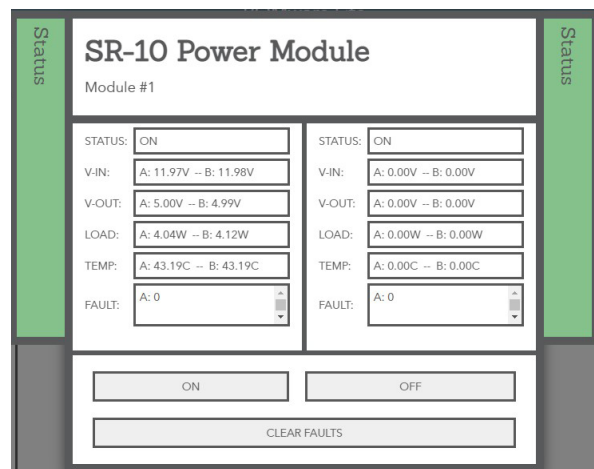 Status
SR-10 Power Module
Module #1
Status
STATUS: ON
V-IN: A: 11.97V -- B: 11.98V
V-OUT: A: 5.00V -- B: 4.99V
LOAD: A: 4.04W -- B: 4.12W
TEMP: A: 43.19C -- B: 43.19C
FAULT: A: 0
STATUS: ON
V-IN: A: 0.00V -- B: 0.00V
V-OUT: A: 0.00V -- B: 0.00V
LOAD: A: 0.00W -- B: 0.00W
TEMP: A: 0.00C -- B: 0.00C
FAULT: A: 0
ON
OFF
CLEAR FAULTS